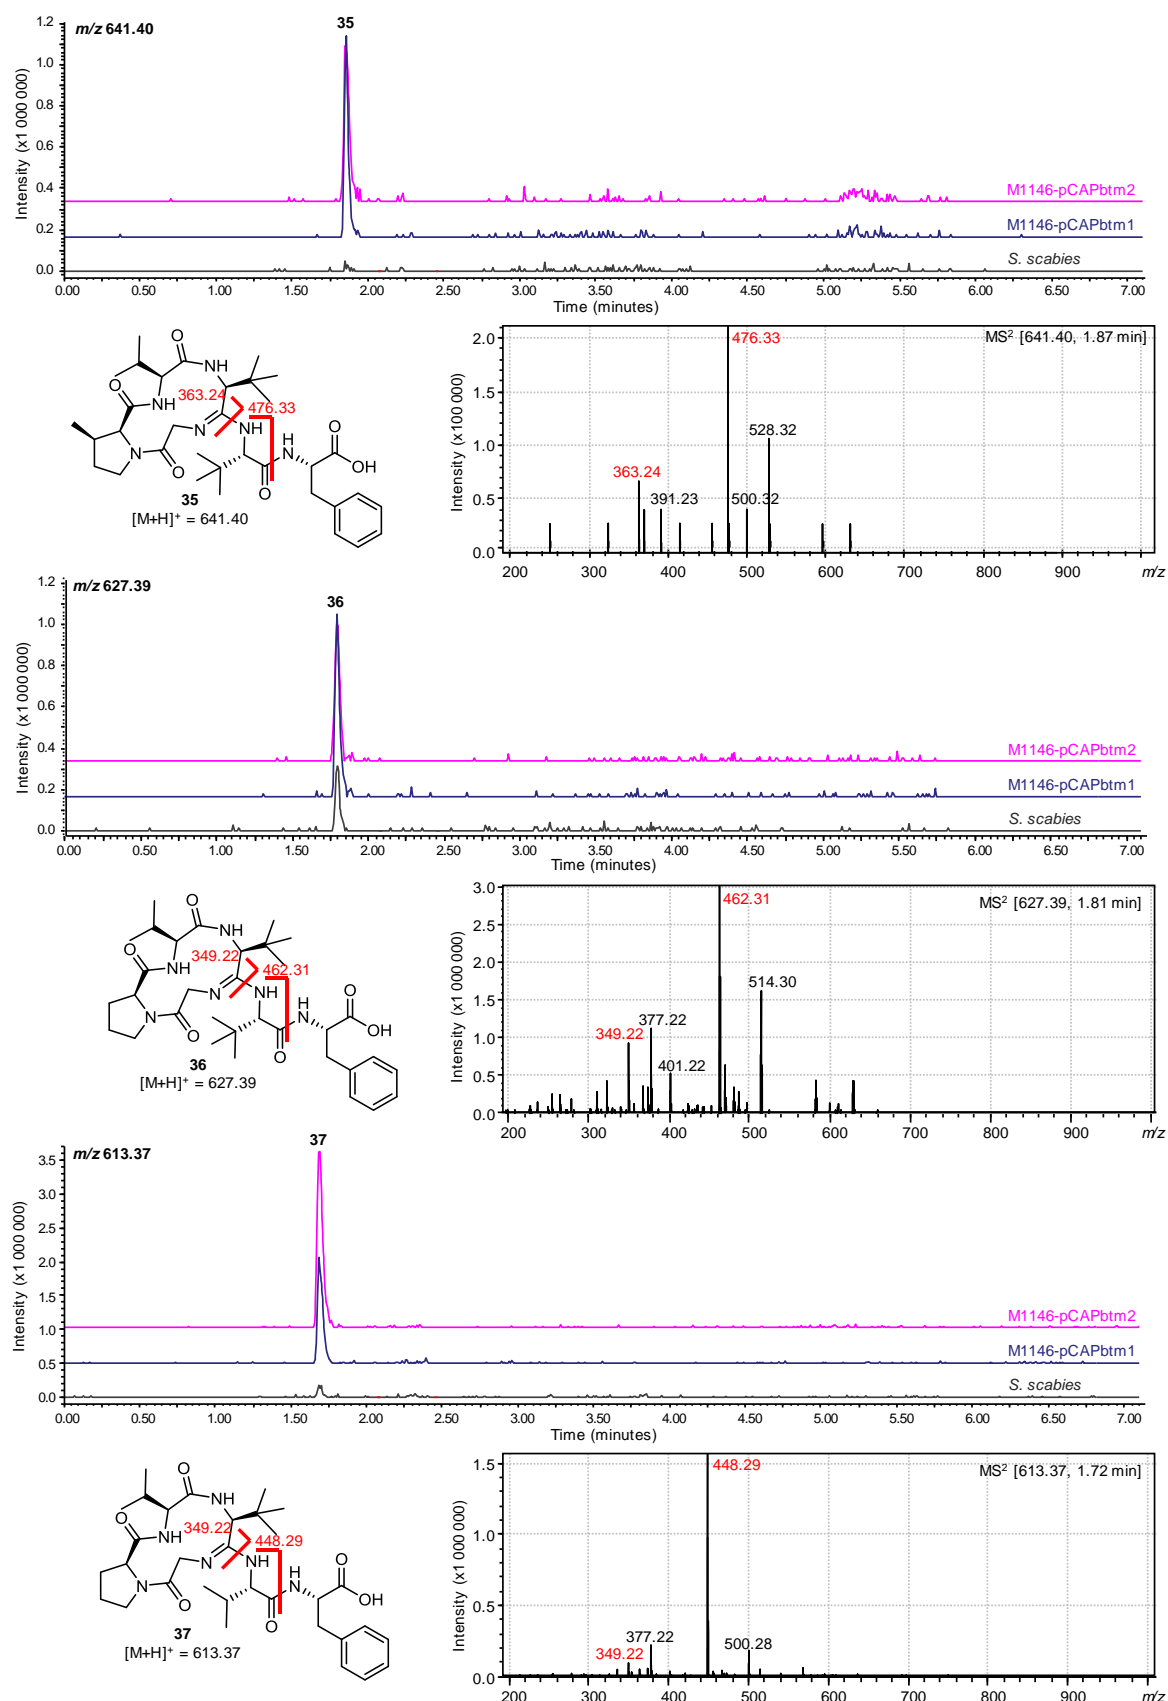 m/z 641.40
35
Intensity (x1 000 000)
1.2
1.0
0.8
0.6
0.4
0.2
0.0
M1146-pCAPbtm2
M1146-pCAPbtm1
S. scabies
0.00 0.50 1.00 1.50 2.00 2.50 3.00 3.50 4.00 4.50 5.00 5.50 6.00 6.50 7.00
Time (minutes)
O
NH
O
363.24
NH
476.33
N
NH
H
N
O
OH
N
O
O
35
[M+H]+ = 641.40
MS2 [641.40, 1.87 min]
Intensity (x100 000)
2.0
1.5
1.0
0.5
0.0
476.33
528.32
363.24
391.23
500.32
200 300 400 500 600 700 800 900 m/z
m/z 627.39
36
Intensity (x1 000 000)
1.2
1.0
0.8
0.6
0.4
0.2
0.0
M1146-pCAPbtm2
M1146-pCAPbtm1
S. scabies
0.00 0.50 1.00 1.50 2.00 2.50 3.00 3.50 4.00 4.50 5.00 5.50 6.00 6.50 7.00
Time (minutes)
O
NH
O
349.22
NH
462.31
N
NH
H
N
O
OH
N
O
O
36
[M+H]+ = 627.39
MS2 [627.39, 1.81 min]
Intensity (x1 000 000)
3.0
2.5
2.0
1.5
1.0
0.5
0.0
462.31
514.30
377.22
349.22
401.22
200 300 400 500 600 700 800 900 m/z
m/z 613.37
37
Intensity (x1 000 000)
3.5
3.0
2.5
2.0
1.5
1.0
0.5
0.0
M1146-pCAPbtm2
M1146-pCAPbtm1
S. scabies
0.00 0.50 1.00 1.50 2.00 2.50 3.00 3.50 4.00 4.50 5.00 5.50 6.00 6.50 7.00
Time (minutes)
O
NH
O
349.22
NH
448.29
N
NH
H
N
O
OH
N
O
O
37
[M+H]+ = 613.37
MS2 [613.37, 1.72 min]
Intensity (x1 000 000)
1.5
1.0
0.5
0.0
448.29
377.22
349.22
500.28
200 300 400 500 600 700 800 900 m/z